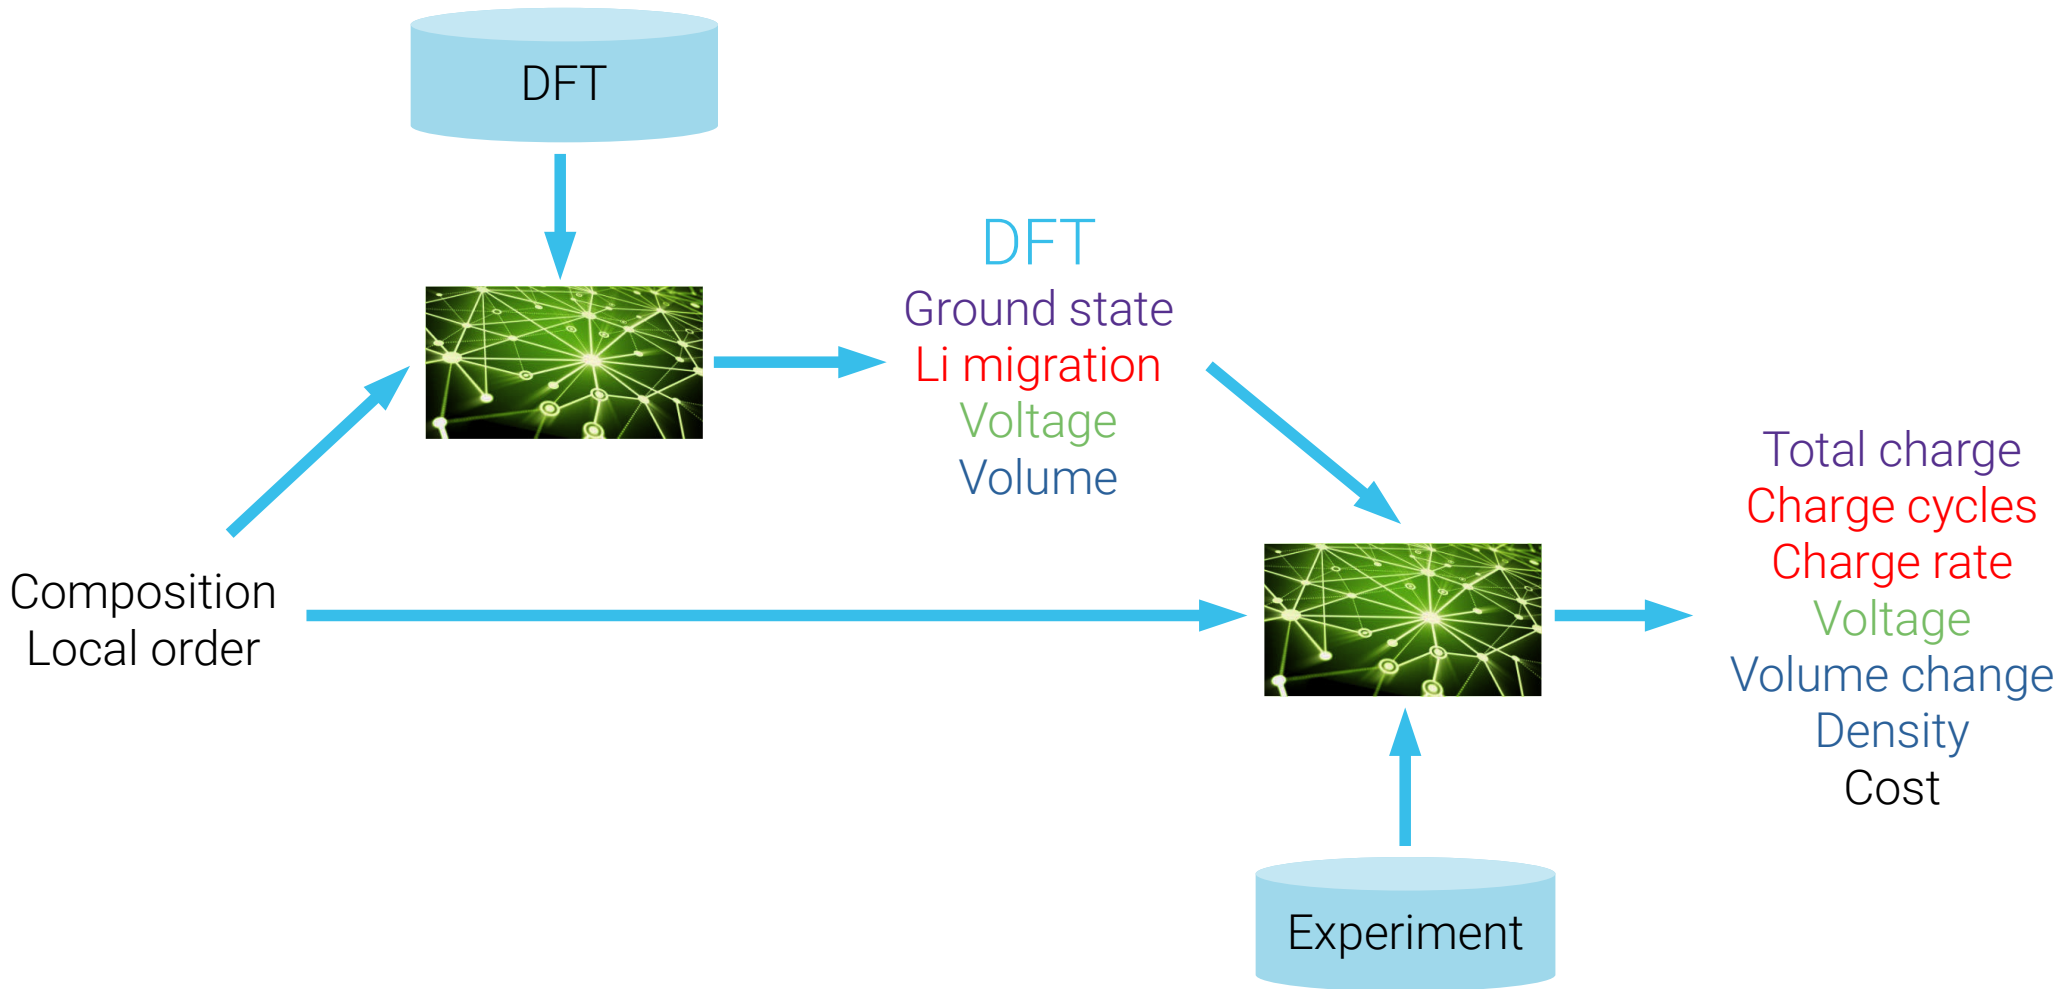 DFT
DFT
Ground state
Li migration
Voltage
Volume
Composition
Local order
Total charge
Charge cycles
Charge rate
Voltage
Volume change
Density
Cost
Experiment